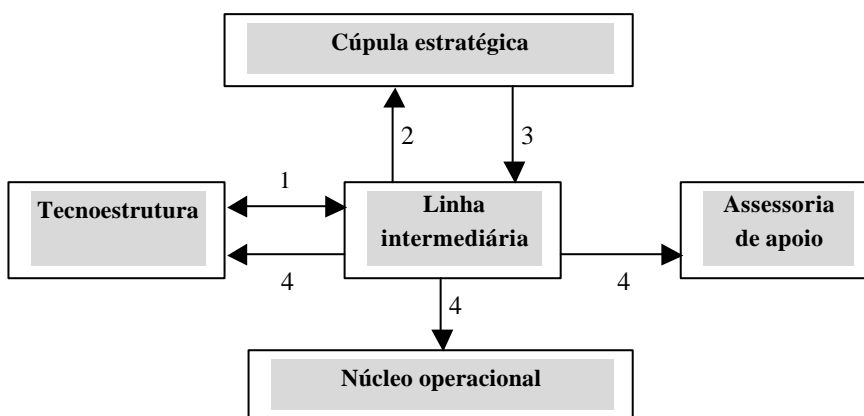 Cúpula estratégica
2
3
1
Tecnoestrutura
Linha
intermediária
Assessoria
de apoio
4
4
4
Núcleo operacional